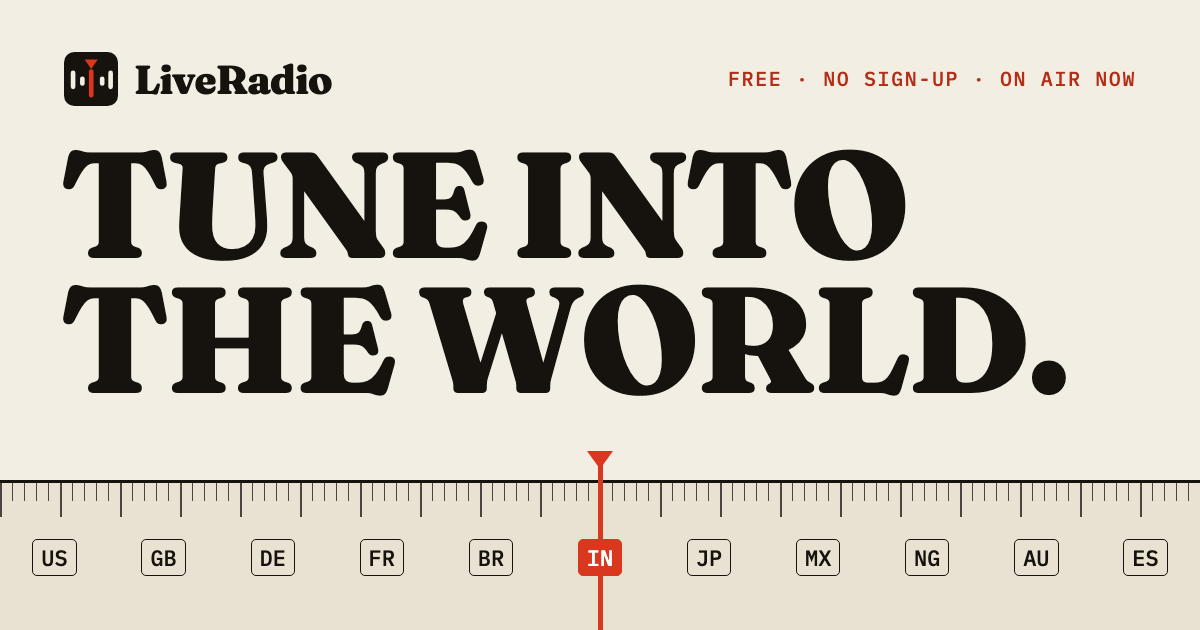 LiveRadio
FREE · NO SIGN-UP · ON AIR NOW
TUNE INTO
THE WORLD.
US GB DE FR BR IN JP MX NG AU ES